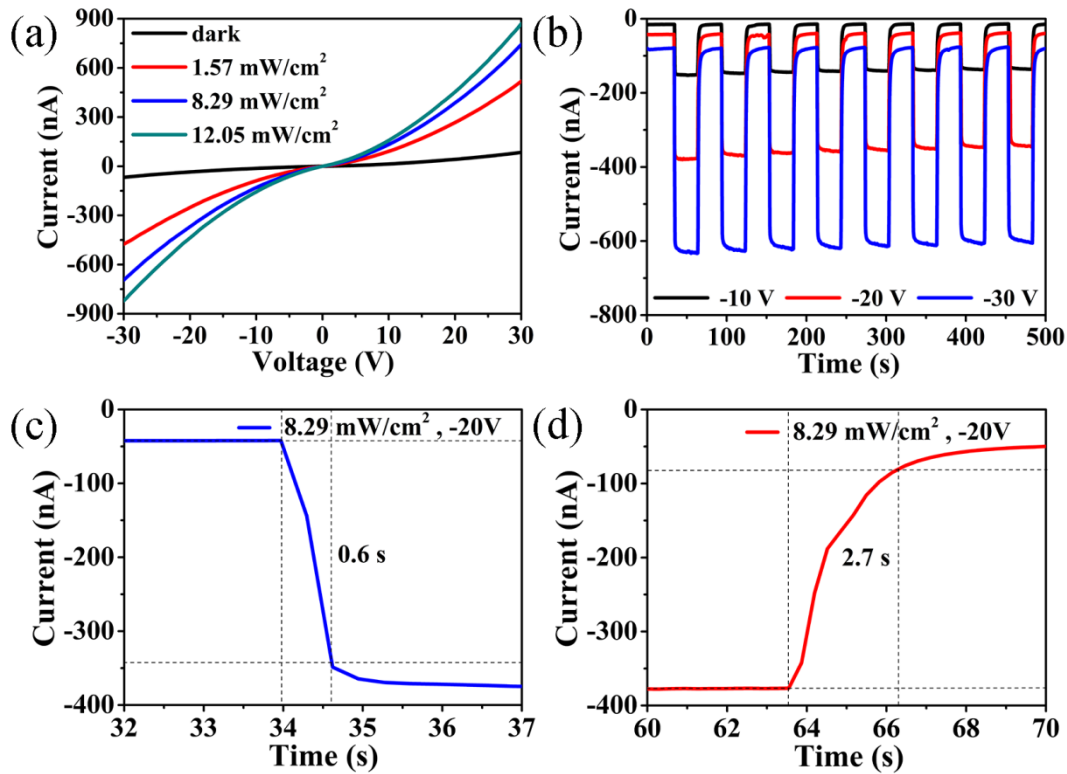 (a)
900
600
300
0
-300
-600
-900
Current (nA)
dark
1.57 mW/cm²
8.29 mW/cm²
12.05 mW/cm²
-30 -20 -10 0 10 20 30
Voltage (V)
(b)
0
-200
-400
-600
-800
Current (nA)
-10 V -20 V -30 V
0 100 200 300 400 500
Time (s)
(c)
0
-100
-200
-300
-400
Current (nA)
8.29 mW/cm² , -20V
0.6 s
32 33 34 35 36 37
Time (s)
(d)
0
-100
-200
-300
-400
Current (nA)
8.29 mW/cm² , -20V
2.7 s
60 62 64 66 68 70
Time (s)